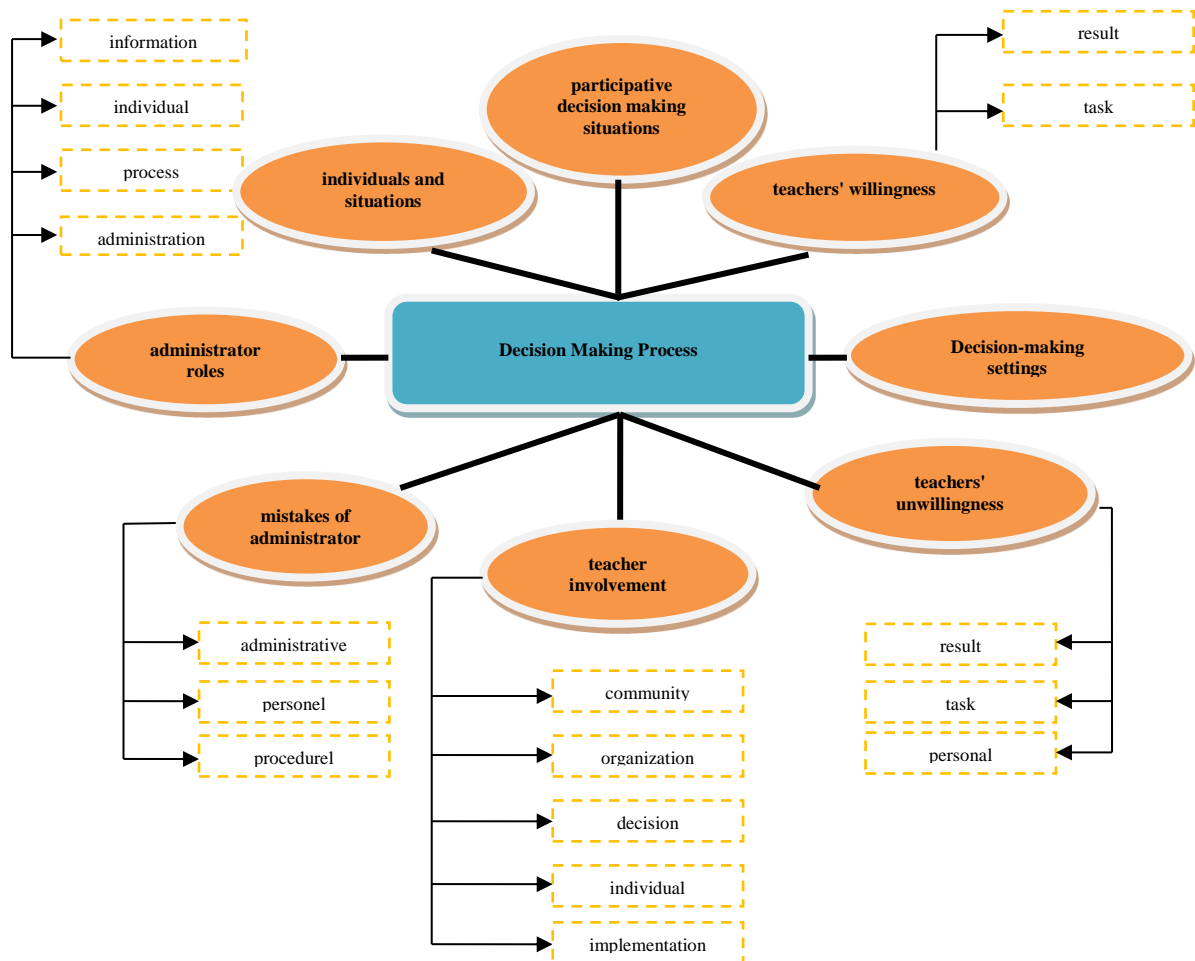 information
individual
process
administration
participative
decision making
situations
individuals and
situations
teachers' willingness
result
task
administrator
roles
Decision Making Process
Decision-making
settings
mistakes of
administrator
teacher
involvement
teachers'
unwillingness
administrative
personel
procedurel
community
organization
decision
individual
implementation
result
task
personal